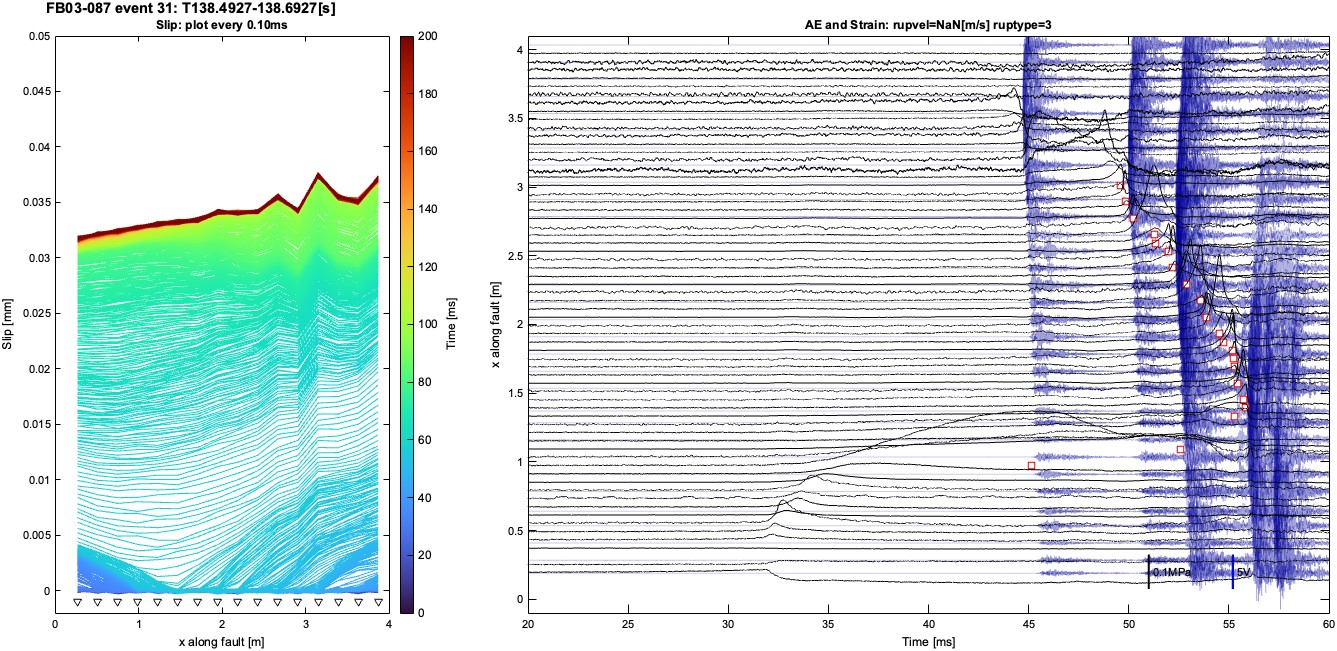 FB03-087 event 31: T138.4927-138.6927[s]
Slip: plot every 0.10ms
AE and Strain: rupvel=NaN[m/s] ruptype=3
0.05
0.045
0.04
0.035
0.03
0.025
0.02
0.015
0.01
0.005
0
Slip [mm]
0 1 2 3 4
x along fault [m]
200
180
160
140
120
100
80
60
40
20
0
Time [ms]
4
3.5
3
2.5
2
1.5
1
0.5
0
x along fault [m]
0.1MPa
5V
20 25 30 35 40 45 50 55 60
Time [ms]